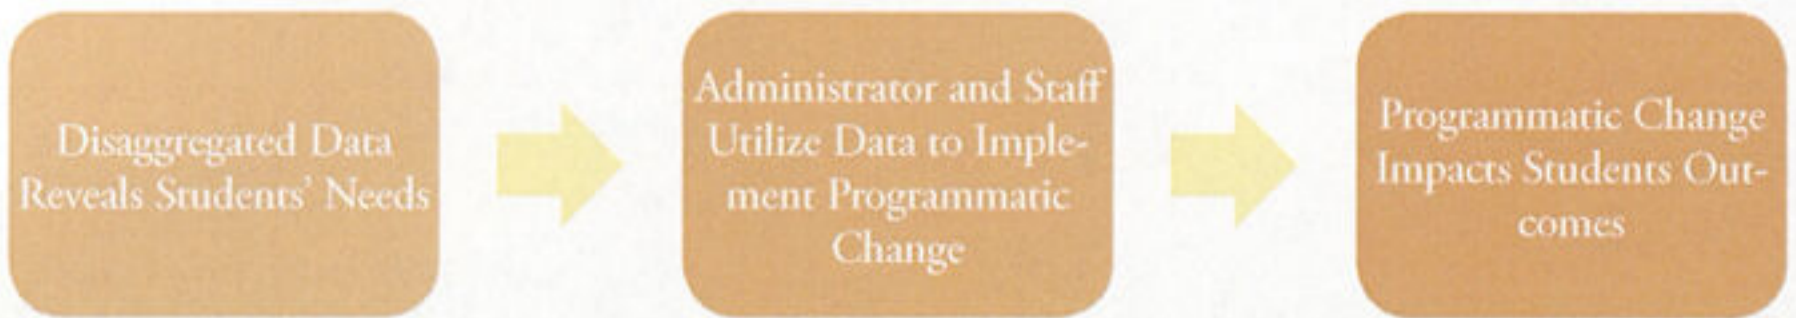 Disaggregated Data
Reveals Students' Needs
Administrator and Staff
Utilize Data to Imple-
ment Programmatic
Change
Programmatic Change
Impacts Students Out-
comes